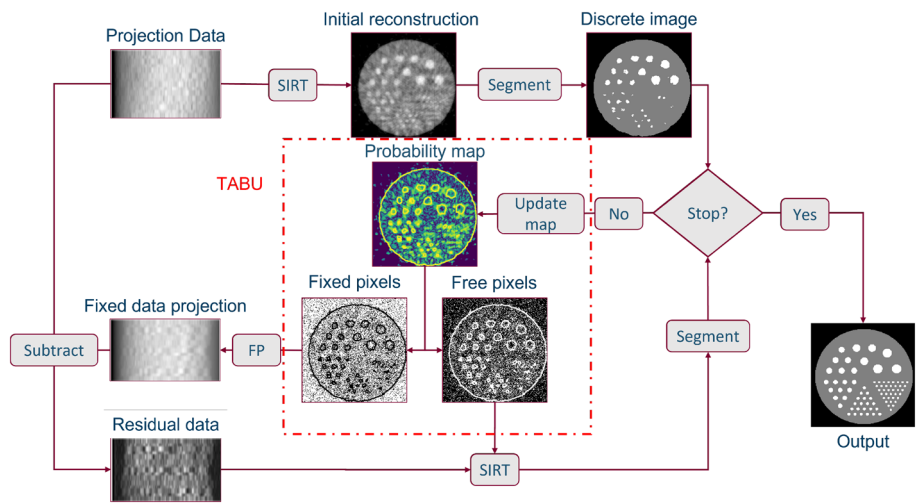 Projection Data
Initial reconstruction
Discrete image
SIRT
Segment
TABU
Probability map
Update
map
No
Stop?
Yes
Fixed pixels
Free pixels
Fixed data projection
Subtract
FP
Segment
Residual data
SIRT
Output